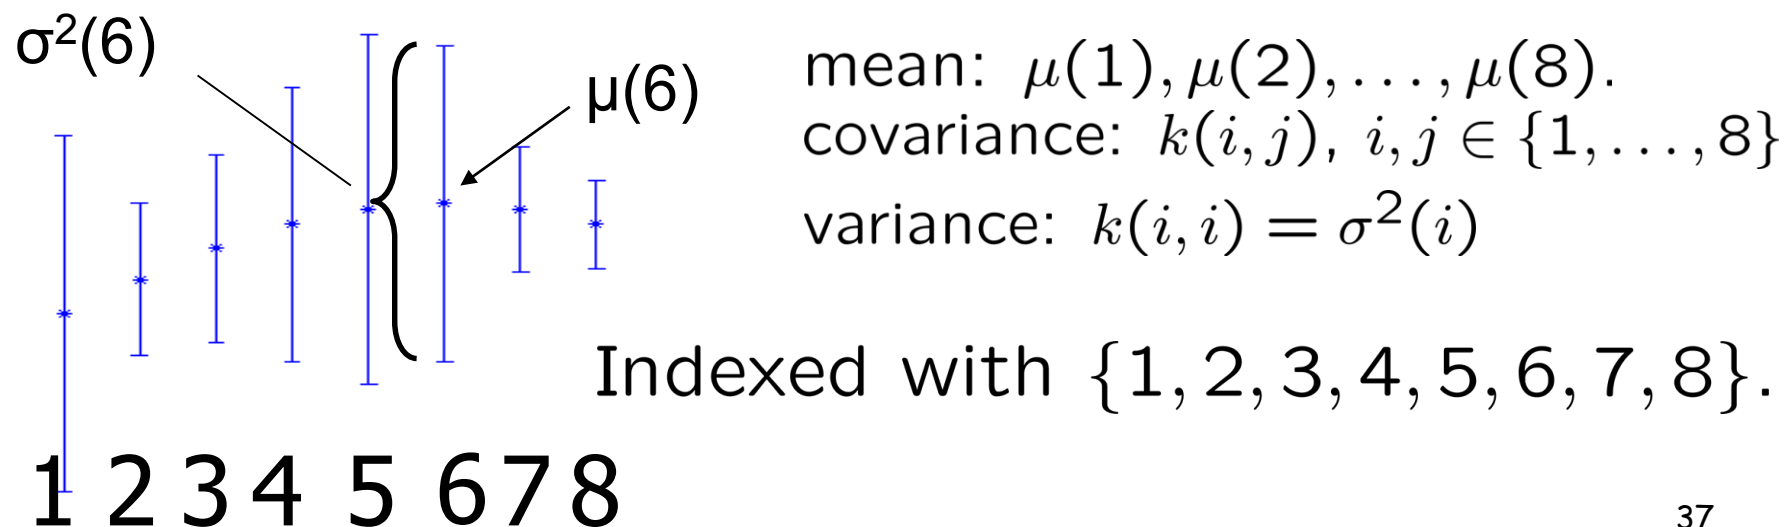 σ²(6)
μ(6)
mean: μ(1), μ(2), . . . , μ(8).
covariance: k(i, j), i, j ∈ {1, . . . , 8}
variance: k(i, i) = σ²(i)
Indexed with {1, 2, 3, 4, 5, 6, 7, 8}.
1 2 3 4 5 6 7 8
37